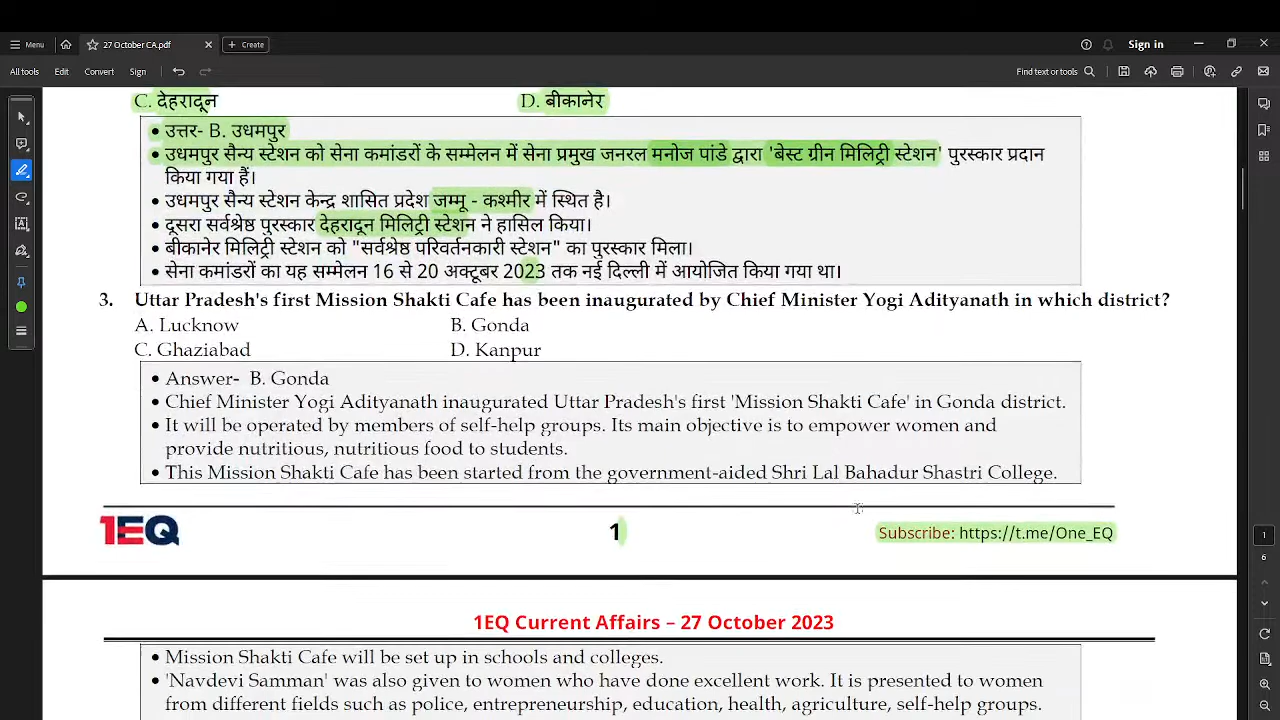 Menu
27 October CA.pdf
Create
Sign in
All tools Edit Convert Sign
Find text or tools
C. देहरादून D. बीकानेर
• उत्तर- B. उधमपुर
• उधमपुर सैन्य स्टेशन को सेना कमांडरों के सम्मेलन में सेना प्रमुख जनरल मनोज पांडे द्वारा 'बेस्ट ग्रीन मिलिट्री स्टेशन' पुरस्कार प्रदान
किया गया हैं।
• उधमपुर सैन्य स्टेशन केन्द्र शासित प्रदेश जम्मू - कश्मीर में स्थित है।
• दूसरा सर्वश्रेष्ठ पुरस्कार देहरादून मिलिट्री स्टेशन ने हासिल किया।
• बीकानेर मिलिट्री स्टेशन को "सर्वश्रेष्ठ परिवर्तनकारी स्टेशन" का पुरस्कार मिला।
• सेना कमांडरों का यह सम्मेलन 16 से 20 अक्टूबर 2023 तक नई दिल्ली में आयोजित किया गया था।
3. Uttar Pradesh's first Mission Shakti Cafe has been inaugurated by Chief Minister Yogi Adityanath in which district?
A. Lucknow B. Gonda
C. Ghaziabad D. Kanpur
• Answer- B. Gonda
• Chief Minister Yogi Adityanath inaugurated Uttar Pradesh's first 'Mission Shakti Cafe' in Gonda district.
• It will be operated by members of self-help groups. Its main objective is to empower women and
provide nutritious, nutritious food to students.
• This Mission Shakti Cafe has been started from the government-aided Shri Lal Bahadur Shastri College.
1EQ 1 Subscribe: https://t.me/One_EQ
1
6
1EQ Current Affairs – 27 October 2023
• Mission Shakti Cafe will be set up in schools and colleges.
• 'Navdevi Samman' was also given to women who have done excellent work. It is presented to women
from different fields such as police, entrepreneurship, education, health, agriculture, self-help groups.